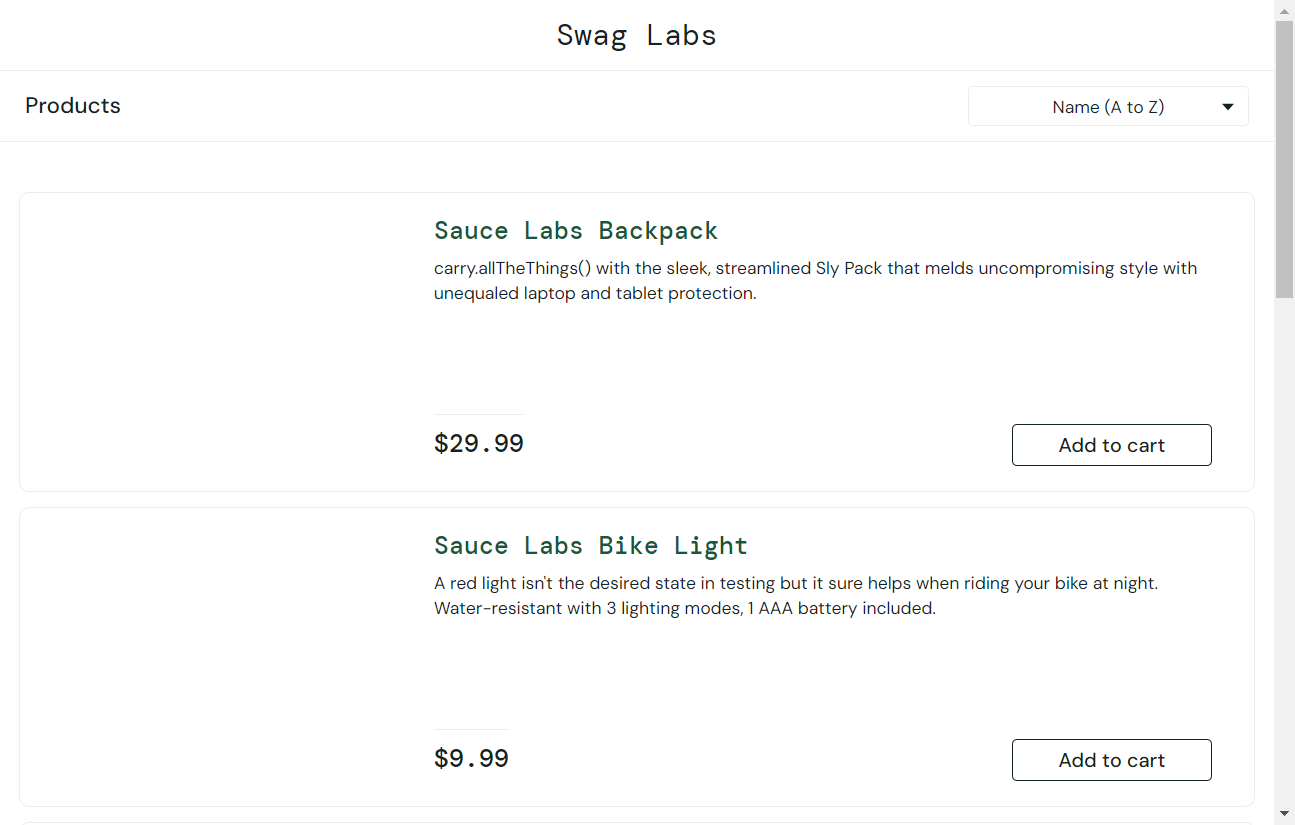 Swag Labs
Products
Name (A to Z)
Sauce Labs Backpack
carry.allTheThings() with the sleek, streamlined Sly Pack that melds uncompromising style with
unequaled laptop and tablet protection.
$29.99
Add to cart
Sauce Labs Bike Light
A red light isn't the desired state in testing but it sure helps when riding your bike at night.
Water-resistant with 3 lighting modes, 1 AAA battery included.
$9.99
Add to cart